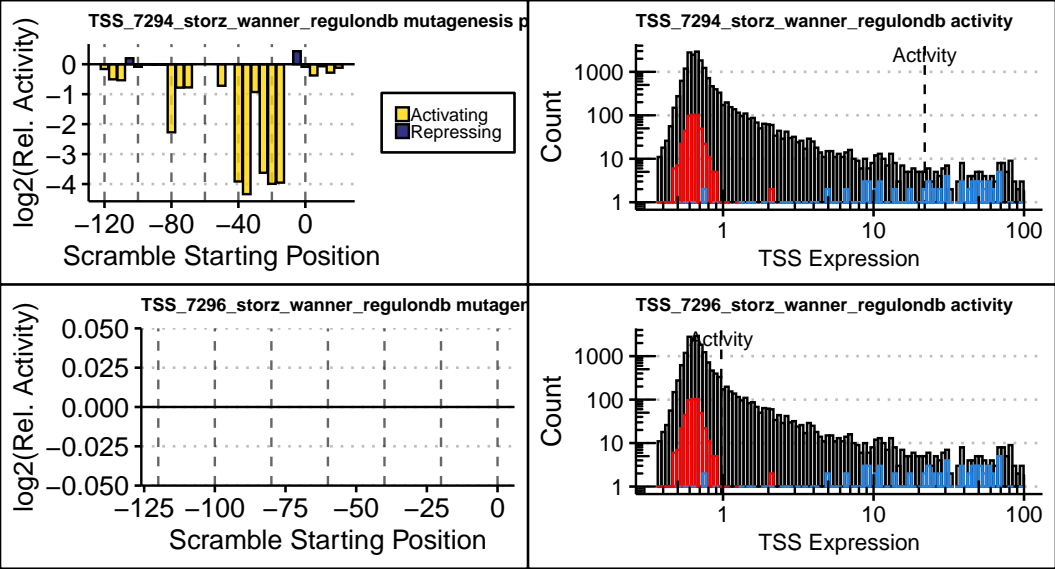 TSS_7294_storz_wanner_regulondb mutagenesis p
log2(Rel. Activity)
0
−1
−2
−3
−4
−120
−80
−40
0
Scramble Starting Position
Activating
Repressing
TSS_7294_storz_wanner_regulondb activity
Activity
Count
1000
100
10
1
1
10
100
TSS Expression
TSS_7296_storz_wanner_regulondb mutagen
log2(Rel. Activity)
0.050
0.025
0.000
−0.025
−0.050
−125
−100
−75
−50
−25
0
Scramble Starting Position
TSS_7296_storz_wanner_regulondb activity
Activity
Count
1000
100
10
1
1
10
100
TSS Expression